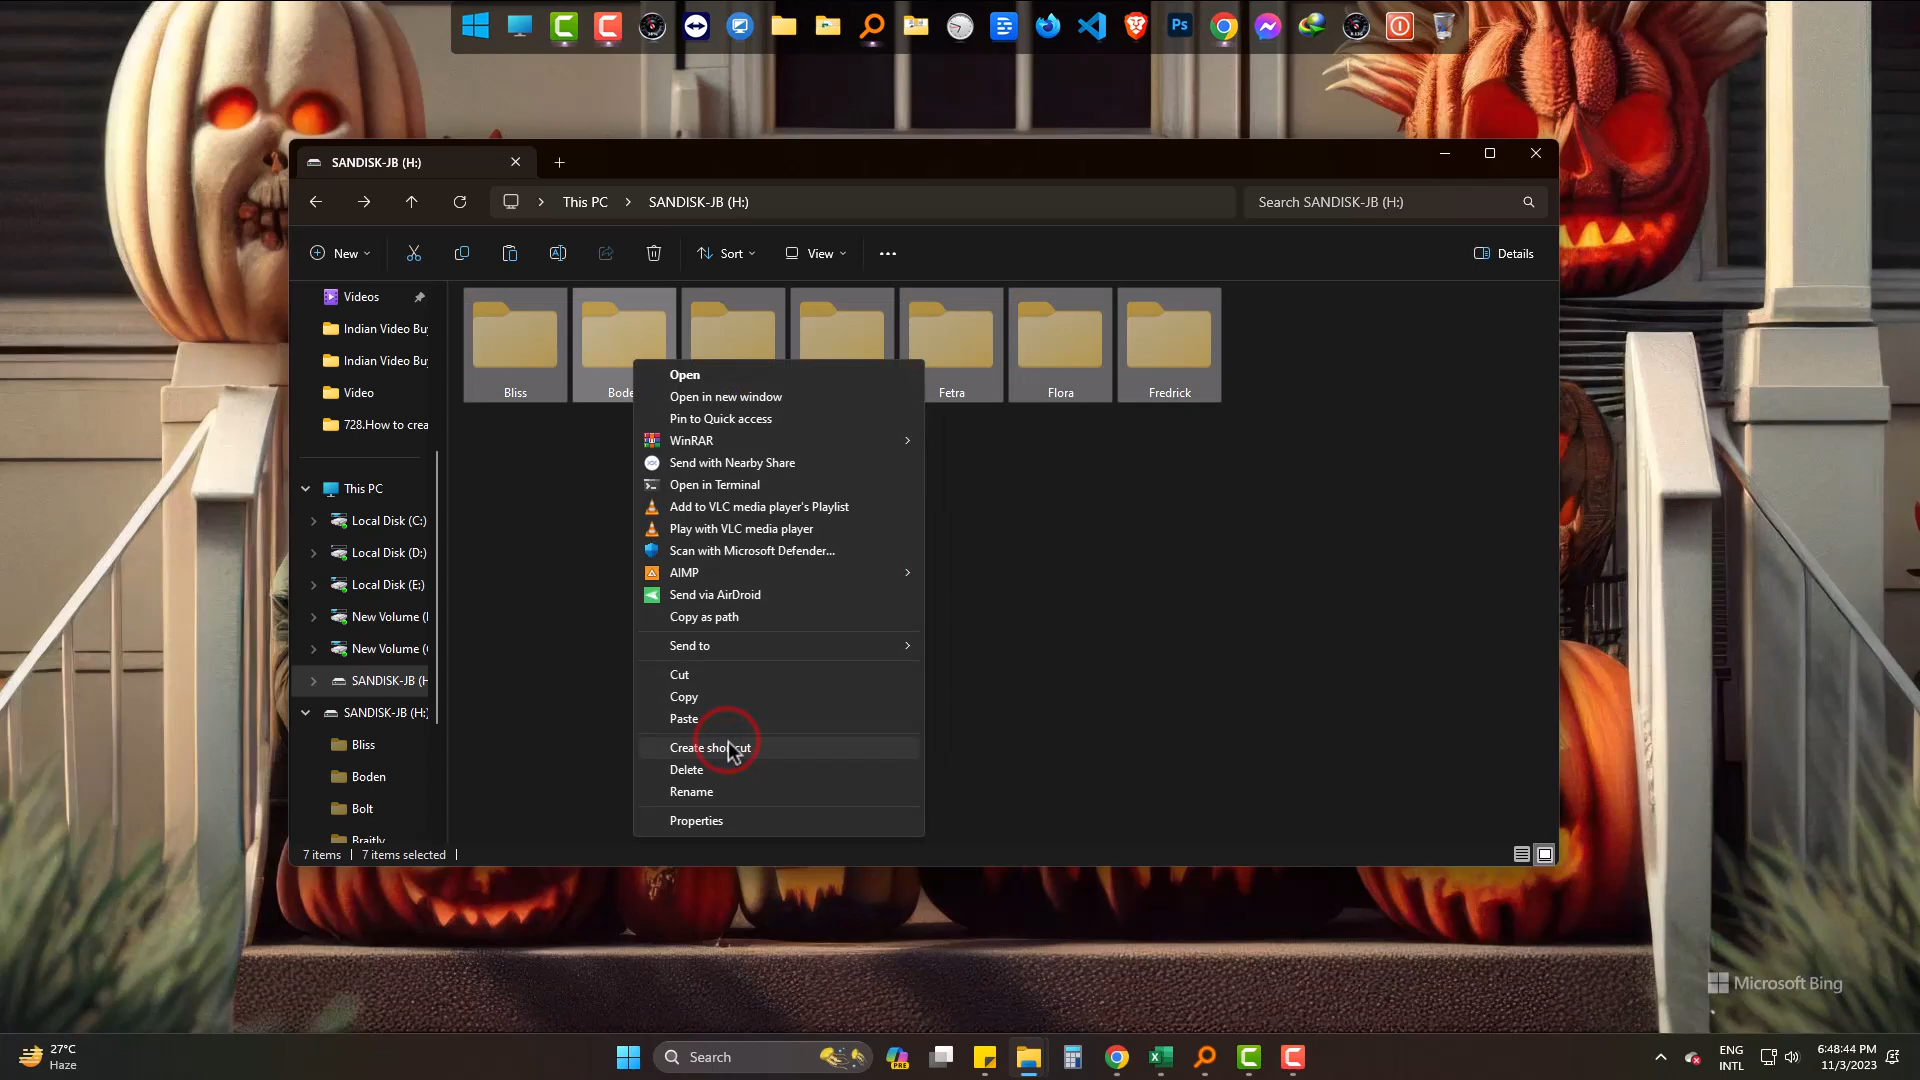 Ps
SANDISK-JB (H:)
This PC
SANDISK-JB (H:)
Search SANDISK-JB (H:)
New
Sort
View
Details
Videos
Indian Video Bu
Indian Video Bu
Video
728.How to crea
This PC
Local Disk (C:)
Local Disk (D:)
Local Disk (E:)
New Volume (
New Volume (
SANDISK-JB (H
SANDISK-JB (H:)
Bliss
Boden
Bolt
Braitly
Bliss
Bode
Fetra
Flora
Fredrick
Open
Open in new window
Pin to Quick access
WinRAR
Send with Nearby Share
Open in Terminal
Add to VLC media player's Playlist
Play with VLC media player
Scan with Microsoft Defender...
AIMP
Send via AirDroid
Copy as path
Send to
Cut
Copy
Paste
Create shortcut
Delete
Rename
Properties
7 items
7 items selected
Microsoft Bing
27°C
Haze
Search
PRE
ENG
INTL
6:48:44 PM
11/3/2023